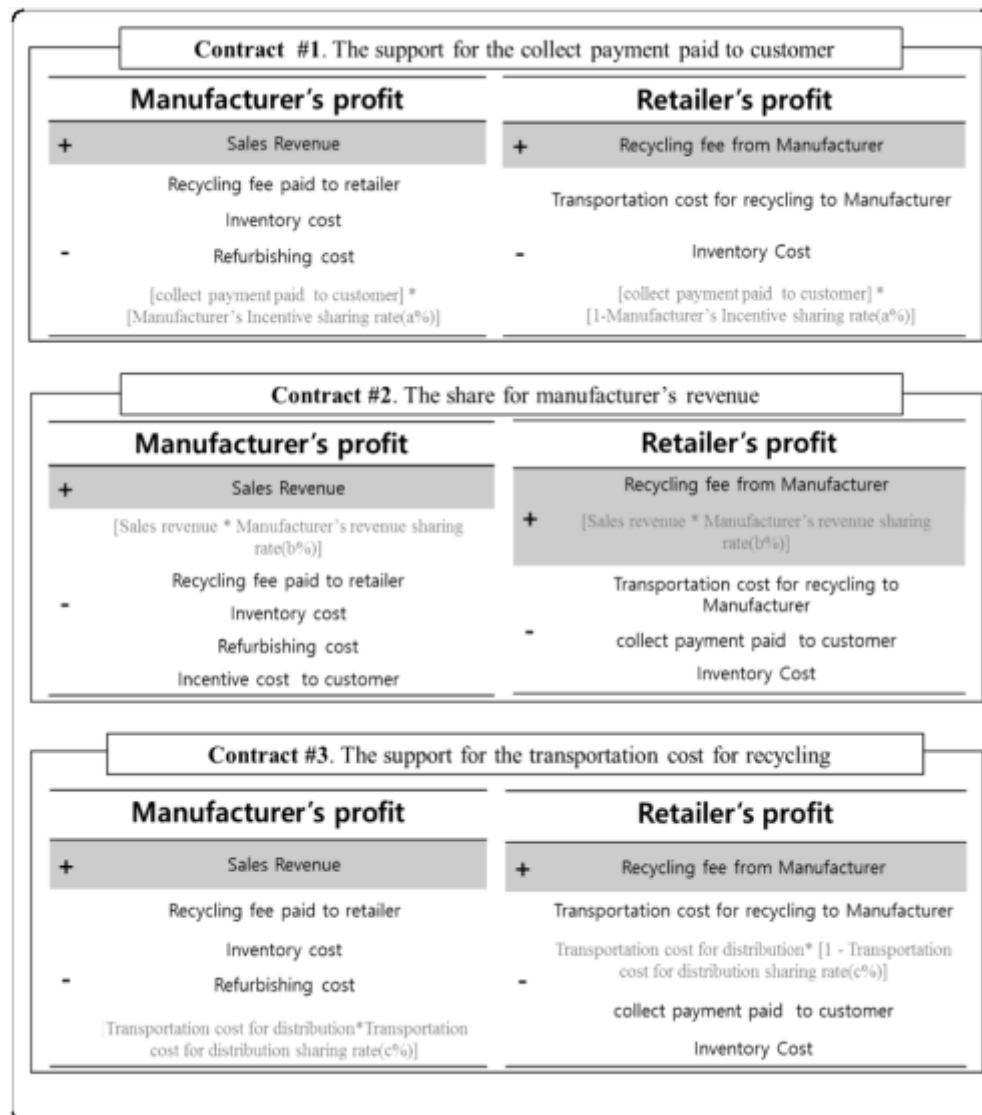 Contract #1. The support for the collect payment paid to customer
Manufacturer's profit
+
Sales Revenue
Recycling fee paid to retailer
Inventory cost
-
Refurbishing cost
[collect payment paid to customer] *
[Manufacturer's Incentive sharing rate(a%)]
Retailer's profit
+
Recycling fee from Manufacturer
Transportation cost for recycling to Manufacturer
-
Inventory Cost
[collect payment paid to customer] *
[1-Manufacturer's Incentive sharing rate(a%)]
Contract #2. The share for manufacturer's revenue
Manufacturer's profit
+
Sales Revenue
[Sales revenue * Manufacturer's revenue sharing
rate(b%)]
Recycling fee paid to retailer
-
Inventory cost
Refurbishing cost
Incentive cost to customer
Retailer's profit
Recycling fee from Manufacturer
+
[Sales revenue * Manufacturer's revenue sharing
rate(b%)]
Transportation cost for recycling to
Manufacturer
-
collect payment paid to customer
Inventory Cost
Contract #3. The support for the transportation cost for recycling
Manufacturer's profit
+
Sales Revenue
Recycling fee paid to retailer
Inventory cost
-
Refurbishing cost
[Transportation cost for distribution*Transportation
cost for distribution sharing rate(c%)]
Retailer's profit
+
Recycling fee from Manufacturer
Transportation cost for recycling to Manufacturer
Transportation cost for distribution* [1 - Transportation
cost for distribution sharing rate(c%)]
-
collect payment paid to customer
Inventory Cost